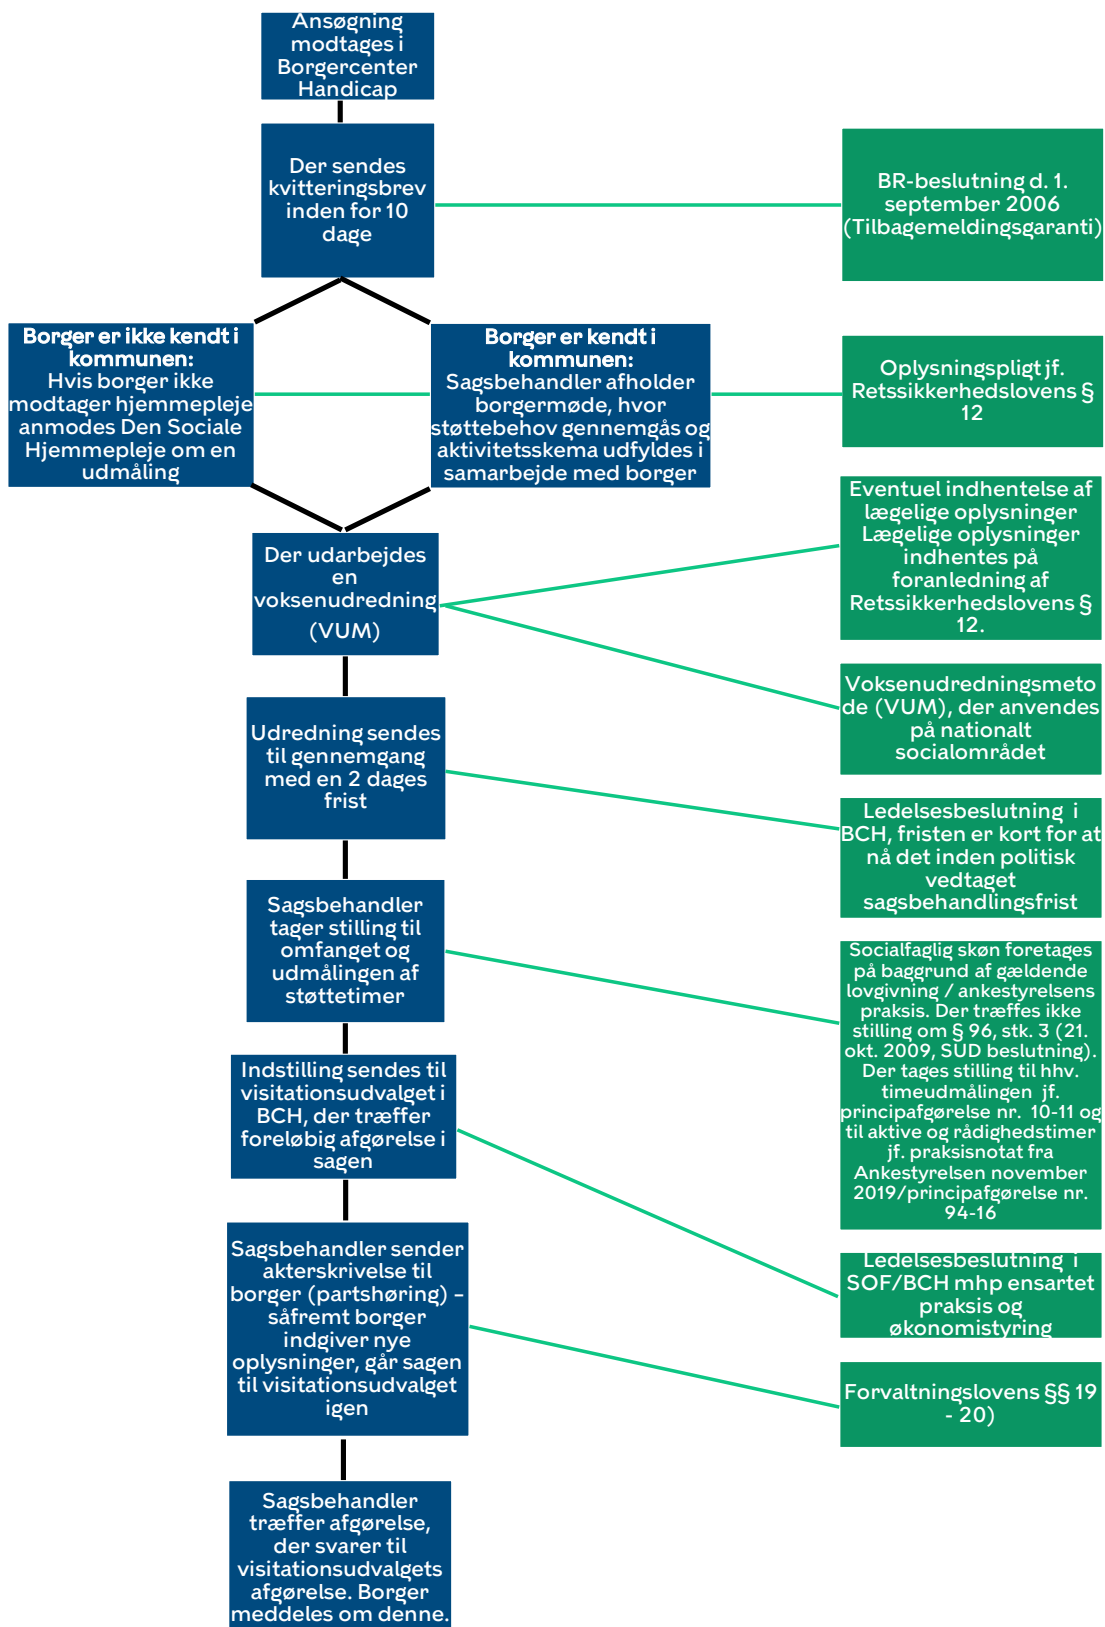 Ansøgning
modtages i
Borgercenter
Handicap
Der sendes
kvitteringsbrev
inden for 10
dage
BR-beslutning d. 1.
september 2006
(Tilbagemeldingsgaranti)
Borger er ikke kendt i
kommunen:
Hvis borger ikke
modtager hjemmepleje
anmodes Den Sociale
Hjemmepleje om en
udmåling
Borger er kendt i
kommunen:
Sagsbehandler afholder
borgermøde, hvor
støttebehov gennemgås og
aktivitetsskema udfyldes i
samarbejde med borger
Oplysningspligt jf.
Retssikkerhedslovens §
12
Der udarbejdes
en
voksenudredning
(VUM)
Eventuel indhentelse af
lægelige oplysninger
Lægelige oplysninger
indhentes på
foranledning af
Retssikkerhedslovens §
12.
Voksenudredningsmeto
de (VUM), der anvendes
på nationalt
socialområdet
Udredning sendes
til gennemgang
med en 2 dages
frist
Ledelsesbeslutning i
BCH, fristen er kort for at
nå det inden politisk
vedtaget
sagsbehandlingsfrist
Sagsbehandler
tager stilling til
omfanget og
udmålingen af
støttetimer
Socialfaglig skøn foretages
på baggrund af gældende
lovgivning / ankestyrelsens
praksis. Der træffes ikke
stilling om § 96, stk. 3 (21.
okt. 2009, SUD beslutning).
Der tages stilling til hhv.
timeudmålingen jf.
principafgørelse nr. 10-11 og
til aktive og rådighedstimer
jf. praksisnotat fra
Ankestyrelsen november
2019/principafgørelse nr.
94-16
Indstilling sendes til
visitationsudvalget i
BCH, der træffer
foreløbig afgørelse i
sagen
Ledelsesbeslutning i
SOF/BCH mhp ensartet
praksis og
økonomistyring
Sagsbehandler sender
akterskrivelse til
borger (partshøring) –
såfremt borger
indgiver nye
oplysninger, går sagen
til visitationsudvalget
igen
Forvaltningslovens §§ 19
- 20)
Sagsbehandler
træffer afgørelse,
der svarer til
visitationsudvalgets
afgørelse. Borger
meddeles om denne.